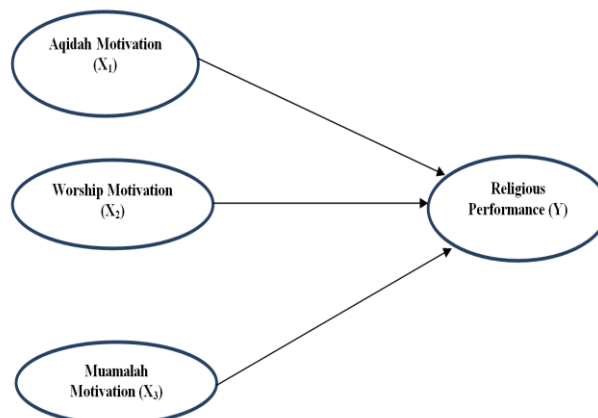 Aqidah Motivation
(X₁)
Worship Motivation
(X₂)
Religious
Performance (Y)
Muamalah
Motivation (X₃)